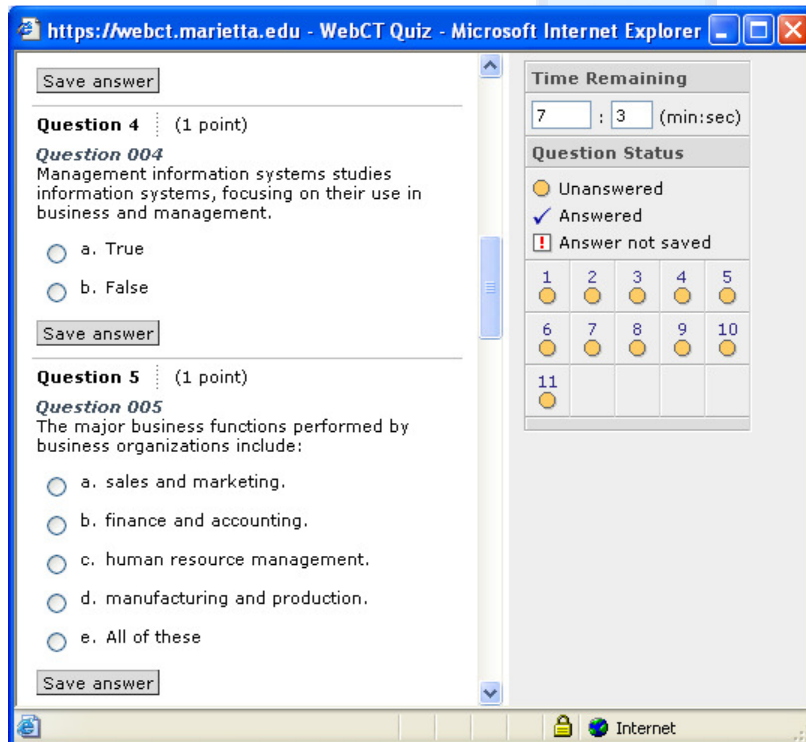 https://webct.marietta.edu - WebCT Quiz - Microsoft Internet Explorer
Save answer
Question 4 (1 point)
Question 004
Management information systems studies
information systems, focusing on their use in
business and management.
a. True
b. False
Save answer
Question 5 (1 point)
Question 005
The major business functions performed by
business organizations include:
a. sales and marketing.
b. finance and accounting.
c. human resource management.
d. manufacturing and production.
e. All of these
Save answer
Time Remaining
7 : 3 (min:sec)
Question Status
Unanswered
Answered
! Answer not saved
1 2 3 4 5
6 7 8 9 10
11
Internet